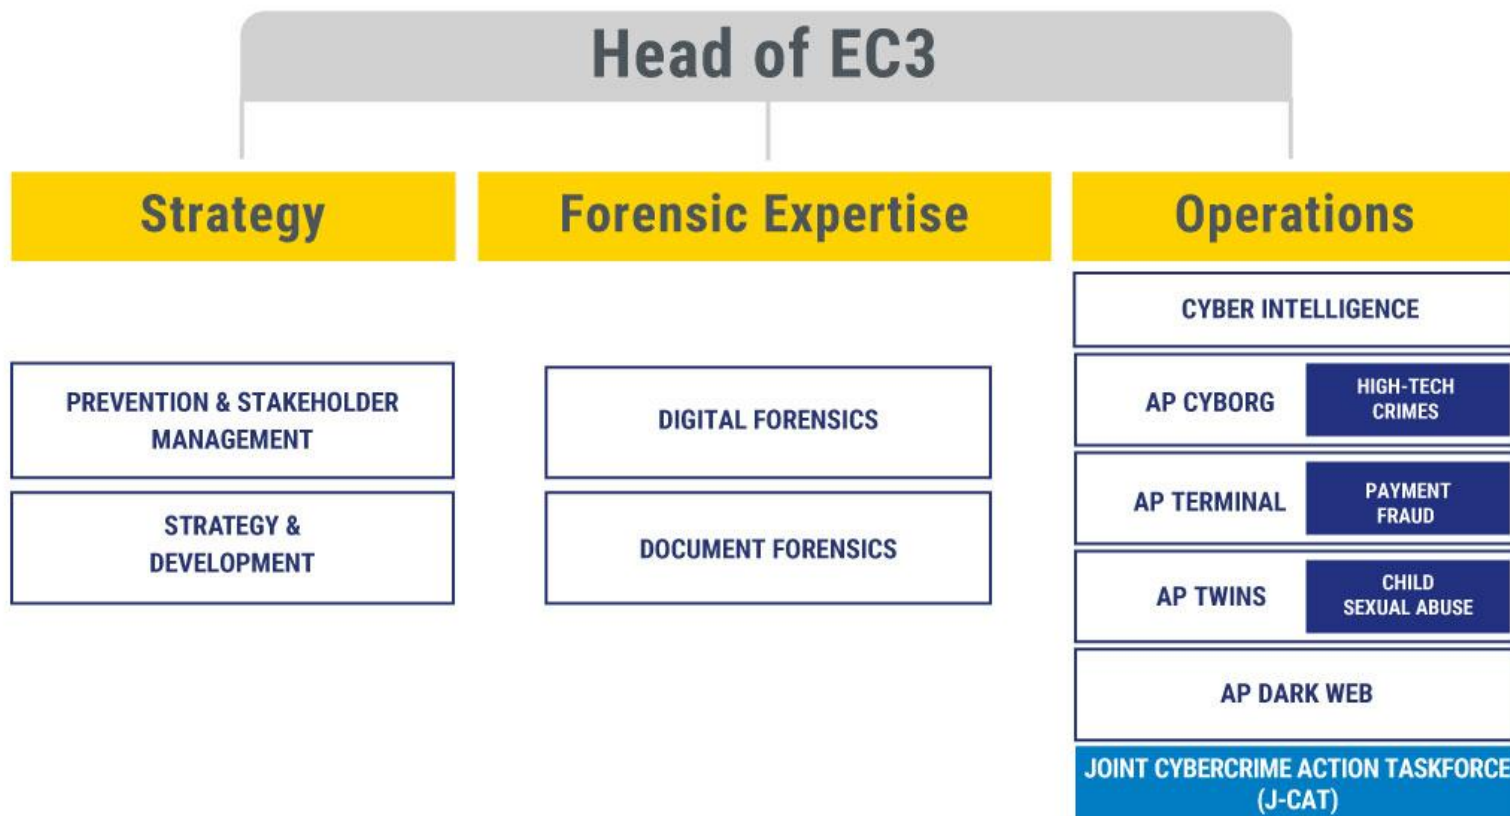 Head of EC3
Strategy
Forensic Expertise
Operations
PREVENTION & STAKEHOLDER
MANAGEMENT
STRATEGY &
DEVELOPMENT
DIGITAL FORENSICS
DOCUMENT FORENSICS
CYBER INTELLIGENCE
AP CYBORG
HIGH-TECH
CRIMES
AP TERMINAL
PAYMENT
FRAUD
AP TWINS
CHILD
SEXUAL ABUSE
AP DARK WEB
JOINT CYBERCRIME ACTION TASKFORCE
(J-CAT)